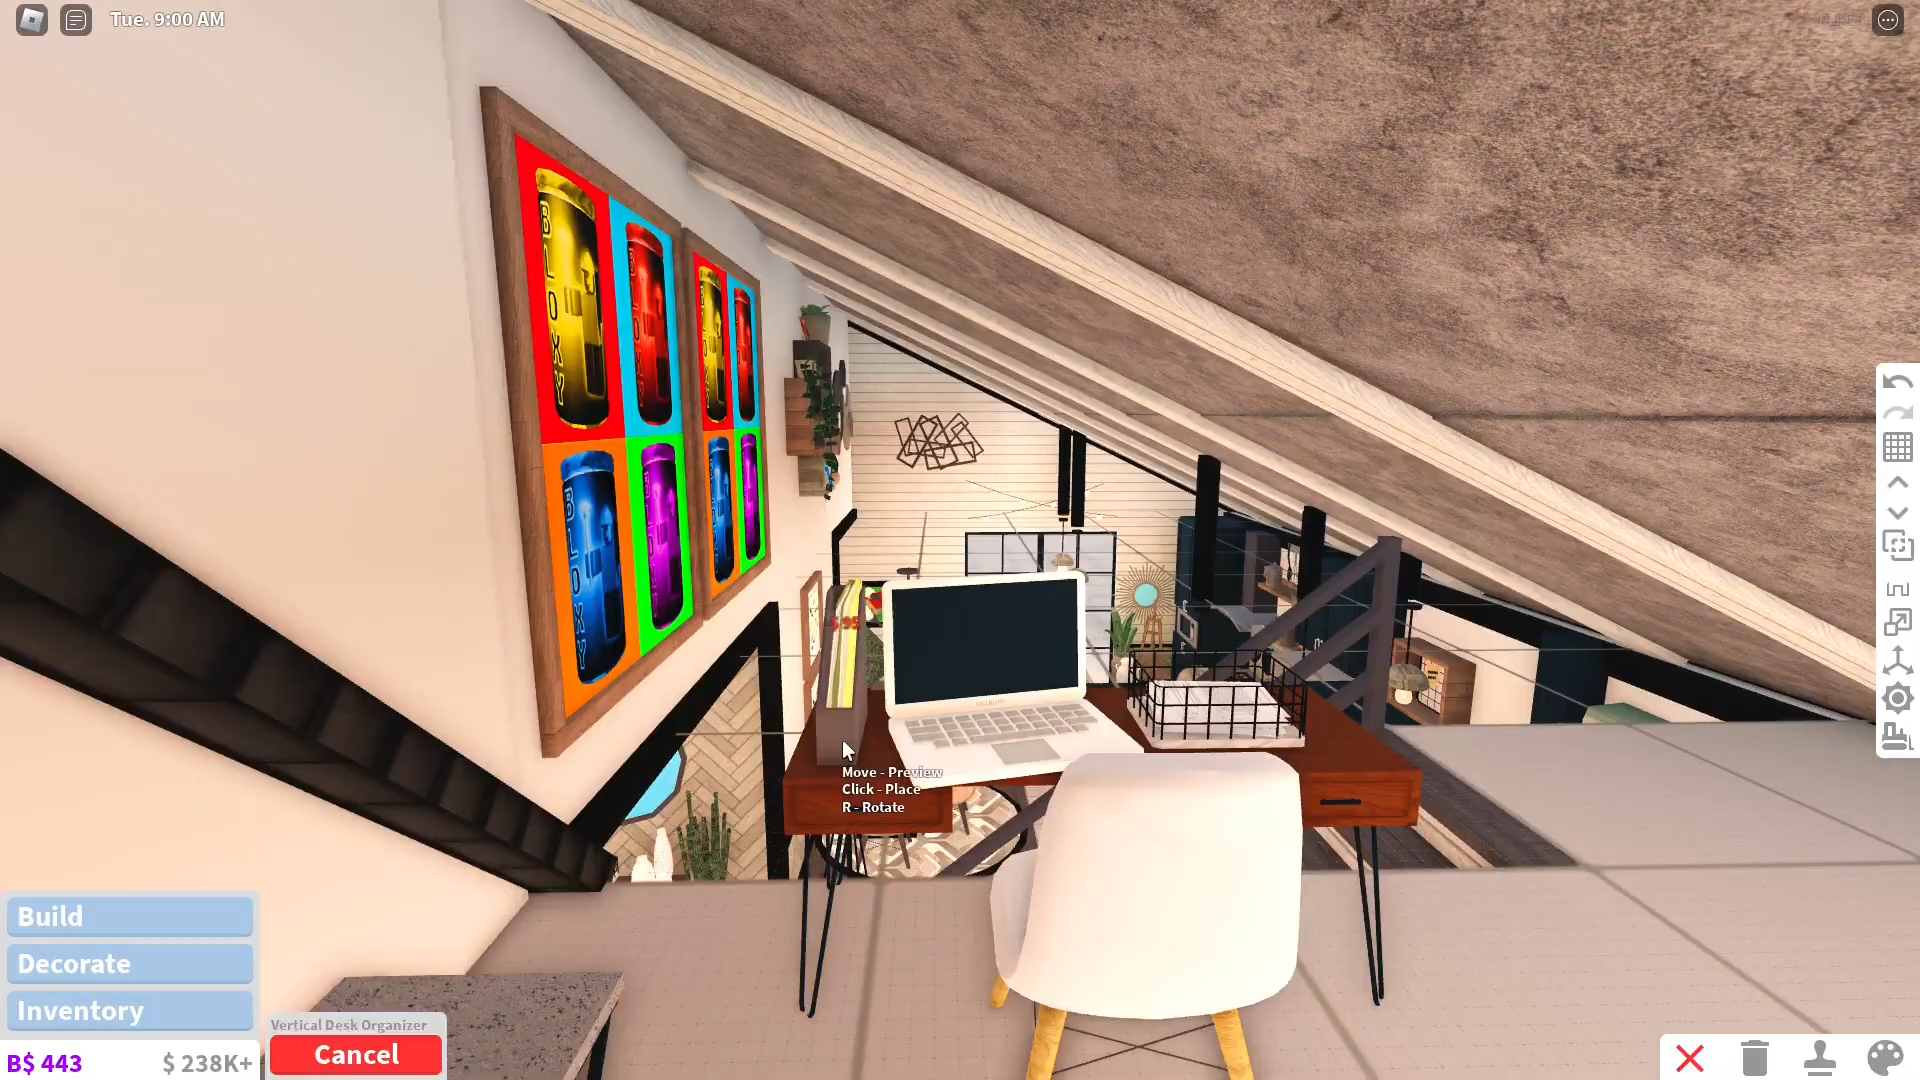 Tue. 9:00 AM
BLOXY
BLOXY
$ 95
Move - Preview
Click - Place
R - Rotate
Build
Decorate
Inventory
Vertical Desk Organizer
Cancel
B$ 443
$ 238K+